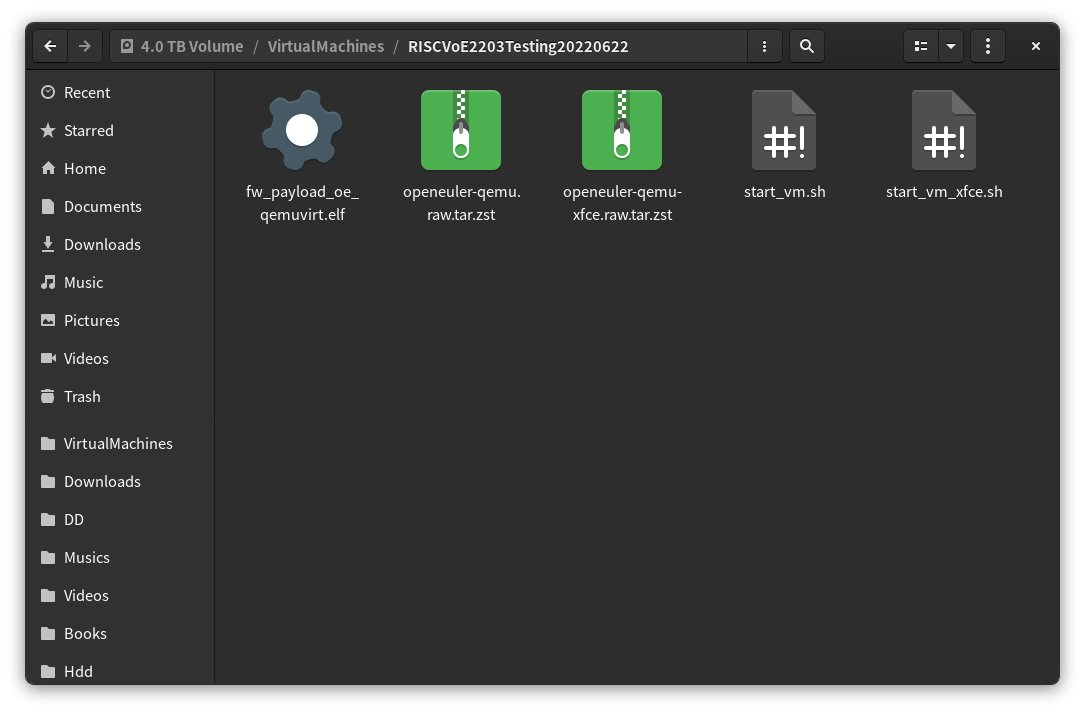 4.0 TB Volume / VirtualMachines / RISCVoE2203Testing20220622
Recent
Starred
Home
Documents
Downloads
Music
Pictures
Videos
Trash
VirtualMachines
Downloads
DD
Musics
Videos
Books
Hdd
fw_payload_oe_
qemuvirt.elf
openeuler-qemu.
raw.tar.zst
openeuler-qemu-
xfce.raw.tar.zst
#!
start_vm.sh
#!
start_vm_xfce.sh